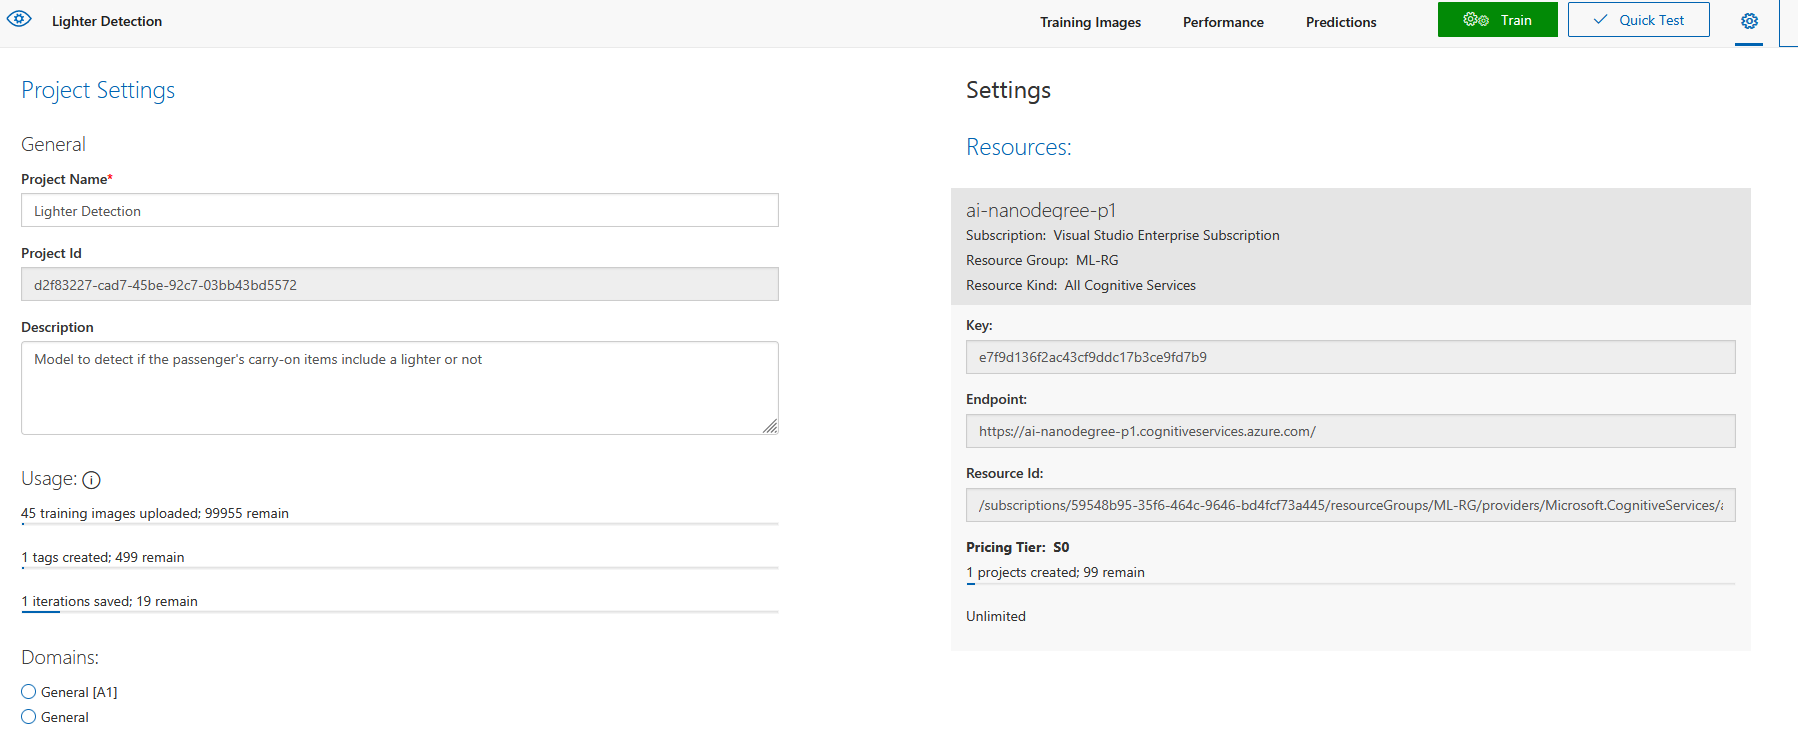 Lighter Detection
Training Images
Performance
Predictions
Train
Quick Test
Project Settings
General
Project Name*
Lighter Detection
Project Id
d2f83227-cad7-45be-92c7-03bb43bd5572
Description
Model to detect if the passenger's carry-on items include a lighter or not
Usage:
45 training images uploaded; 99955 remain
1 tags created; 499 remain
1 iterations saved; 19 remain
Domains:
General [A1]
General
Settings
Resources:
ai-nanodegree-p1
Subscription: Visual Studio Enterprise Subscription
Resource Group: ML-RG
Resource Kind: All Cognitive Services
Key:
e7f9d136f2ac43cf9ddc17b3ce9fd7b9
Endpoint:
https://ai-nanodegree-p1.cognitiveservices.azure.com/
Resource Id:
/subscriptions/59548b95-35f6-464c-9646-bd4fcf73a445/resourceGroups/ML-RG/providers/Microsoft.CognitiveServices/a
Pricing Tier: S0
1 projects created; 99 remain
Unlimited